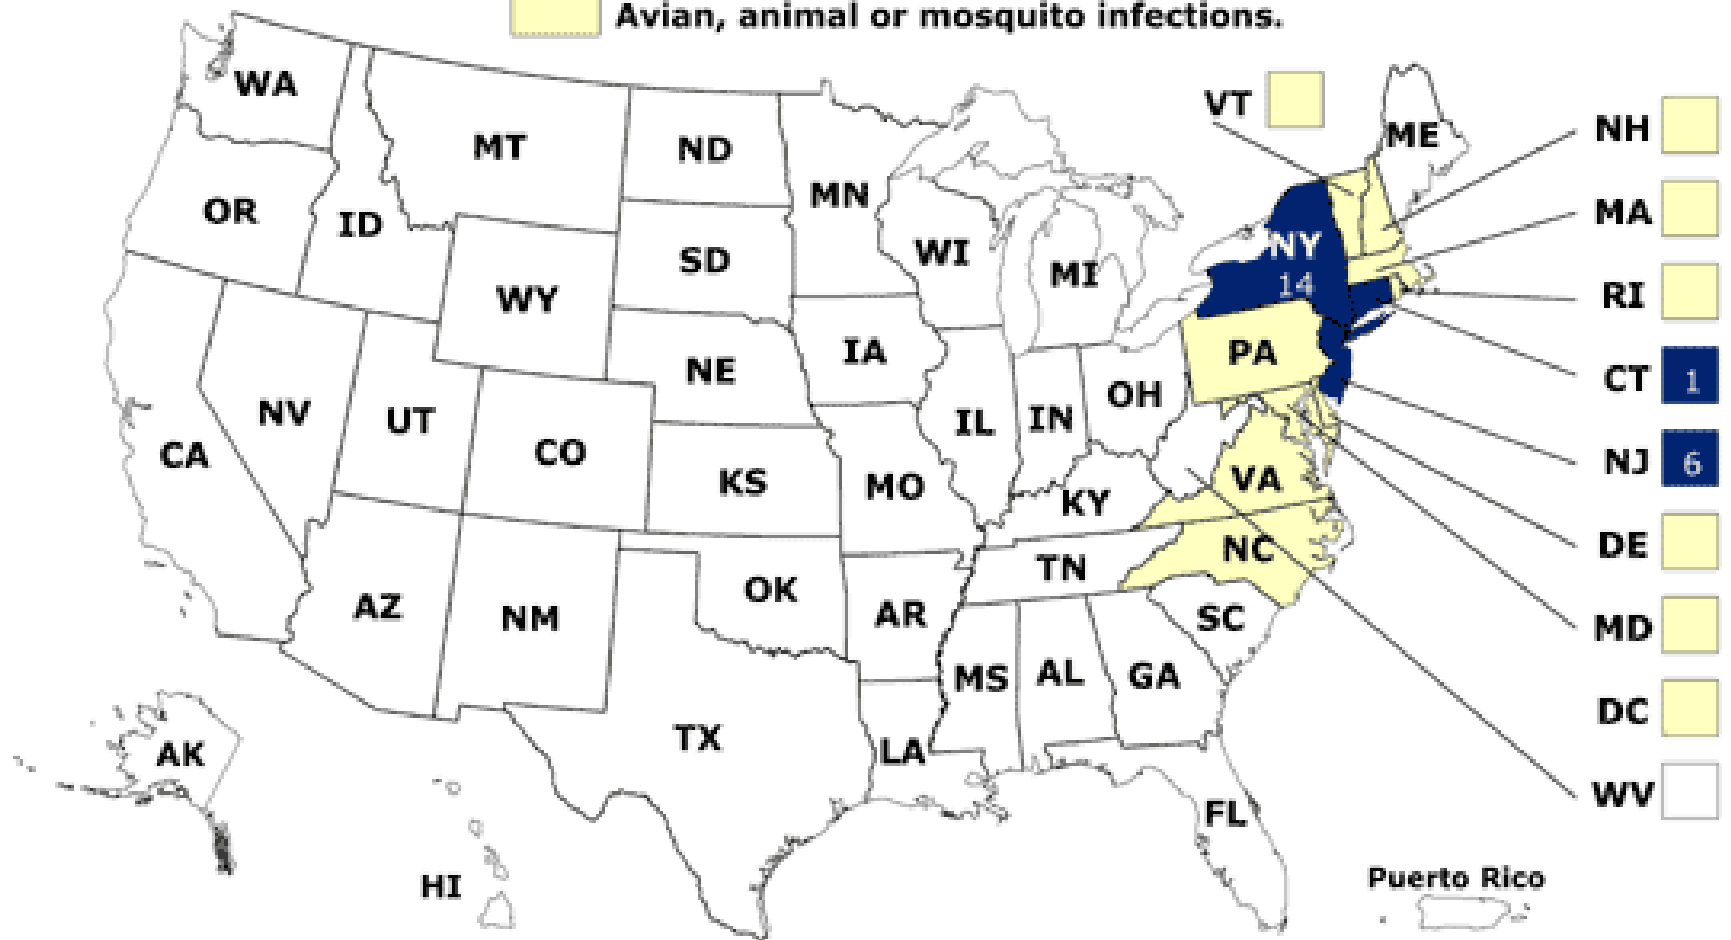 Avian, animal or mosquito infections.
WA
VT
NH
ME
MT
ND
MN
OR
ID
MA
NY
14
WI
SD
MI
RI
WY
IA
PA
CT
1
NE
OH
NV
UT
IL
IN
CO
CA
NJ
6
KS
MO
VA
KY
NC
DE
TN
OK
AZ
NM
AR
SC
MD
MS
AL
GA
DC
TX
LA
AK
WV
FL
HI
Puerto Rico